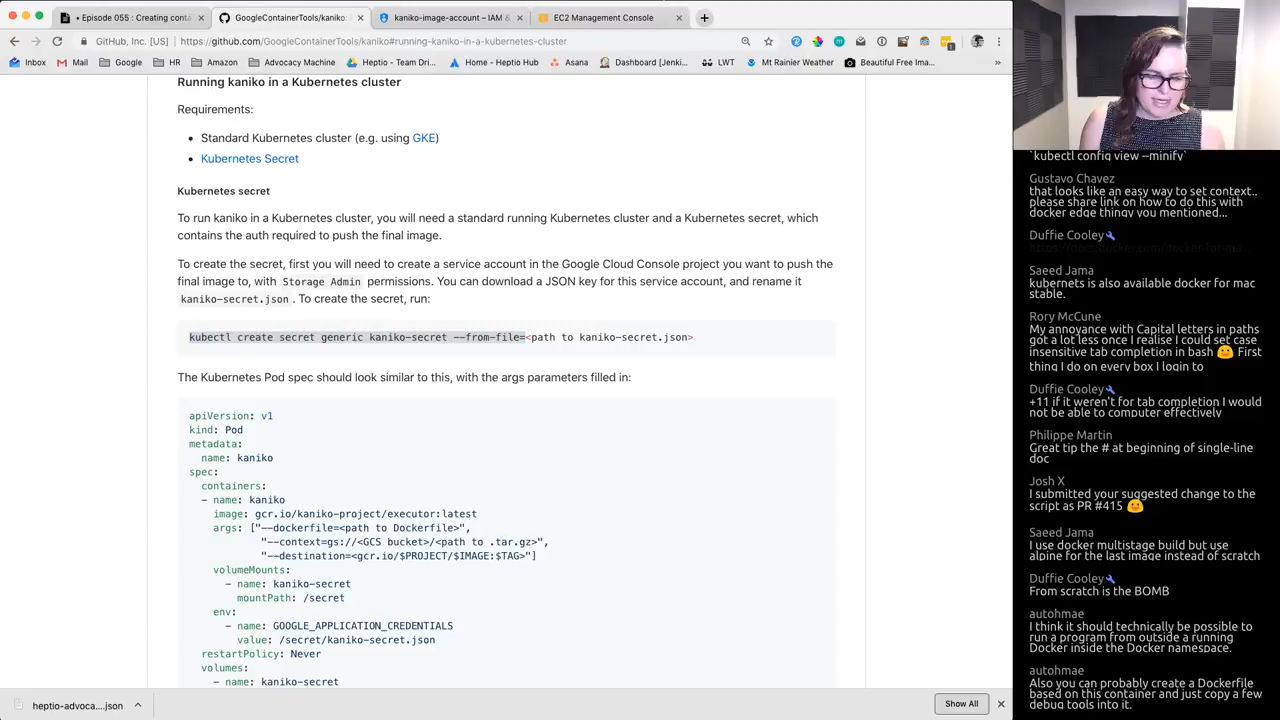 • Episode 055 : Creating conta
GoogleContainerTools/kaniko:
kaniko-image-account – IAM &
EC2 Management Console
GitHub, Inc. [US]
https://github.com/GoogleContainerTools/kaniko#running-kaniko-in-a-kubernetes-cluster
Inbox
Mail
Google
HR
Amazon
Advocacy Machine
Heptio - Team Driv...
Home - Heptio Hub
Asana
Dashboard [Jenki...
LWT
Mt Rainier Weather
Beautiful Free Ima...
Running kaniko in a Kubernetes cluster
Requirements:
• Standard Kubernetes cluster (e.g. using GKE)
• Kubernetes Secret
Kubernetes secret
To run kaniko in a Kubernetes cluster, you will need a standard running Kubernetes cluster and a Kubernetes secret, which
contains the auth required to push the final image.
To create the secret, first you will need to create a service account in the Google Cloud Console project you want to push the
final image to, with Storage Admin permissions. You can download a JSON key for this service account, and rename it
kaniko-secret.json . To create the secret, run:
kubectl create secret generic kaniko-secret --from-file=<path to kaniko-secret.json>
The Kubernetes Pod spec should look similar to this, with the args parameters filled in:
apiVersion: v1
kind: Pod
metadata:
name: kaniko
spec:
containers:
- name: kaniko
image: gcr.io/kaniko-project/executor:latest
args: ["--dockerfile=<path to Dockerfile>",
"--context=gs://<GCS bucket>/<path to .tar.gz>",
"--destination=<gcr.io/$PROJECT/$IMAGE:$TAG>"]
volumeMounts:
- name: kaniko-secret
mountPath: /secret
env:
- name: GOOGLE_APPLICATION_CREDENTIALS
value: /secret/kaniko-secret.json
restartPolicy: Never
volumes:
- name: kaniko-secret
heptio-advoca....json
Show All
`kubectl config view --minify`
Gustavo Chavez
that looks like an easy way to set context..
please share link on how to do this with
docker edge thingy you mentioned...
Duffie Cooley
https://docs.docker.com/docker-for-ma...
Saeed Jama
kubernets is also available docker for mac
stable.
Rory McCune
My annoyance with Capital letters in paths
got a lot less once I realise I could set case
insensitive tab completion in bash 🙂 First
thing I do on every box I login to
Duffie Cooley
+11 if it weren't for tab completion I would
not be able to computer effectively
Philippe Martin
Great tip the # at beginning of single-line
doc
Josh X
I submitted your suggested change to the
script as PR #415 🙂
Saeed Jama
I use docker multistage build but use
alpine for the last image instead of scratch
Duffie Cooley
From scratch is the BOMB
autohmae
I think it should technically be possible to
run a program from outside a running
Docker inside the Docker namespace.
autohmae
Also you can probably create a Dockerfile
based on this container and just copy a few
debug tools into it.